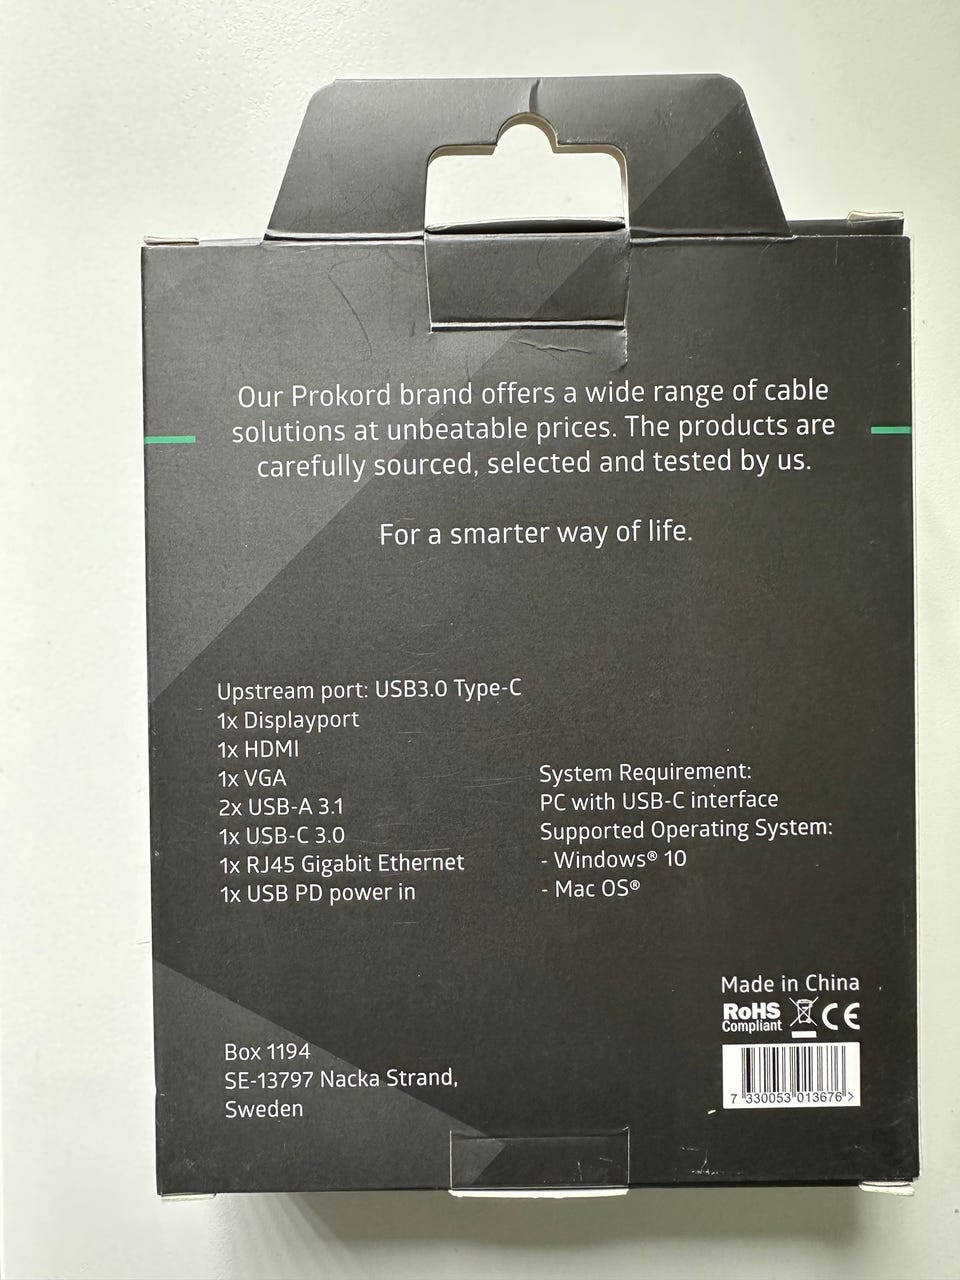 Our Prokord brand offers a wide range of cable
solutions at unbeatable prices. The products are
carefully sourced, selected and tested by us.
For a smarter way of life.
Upstream port: USB3.0 Type-C
1x Displayport
1x HDMI
1x VGA
2x USB-A 3.1
1x USB-C 3.0
1x RJ45 Gigabit Ethernet
1x USB PD power in
System Requirement:
PC with USB-C interface
Supported Operating System:
- Windows® 10
- Mac OS®
Made in China
RoHS
Compliant
CE
7 330053 013676 >
Box 1194
SE-13797 Nacka Strand,
Sweden